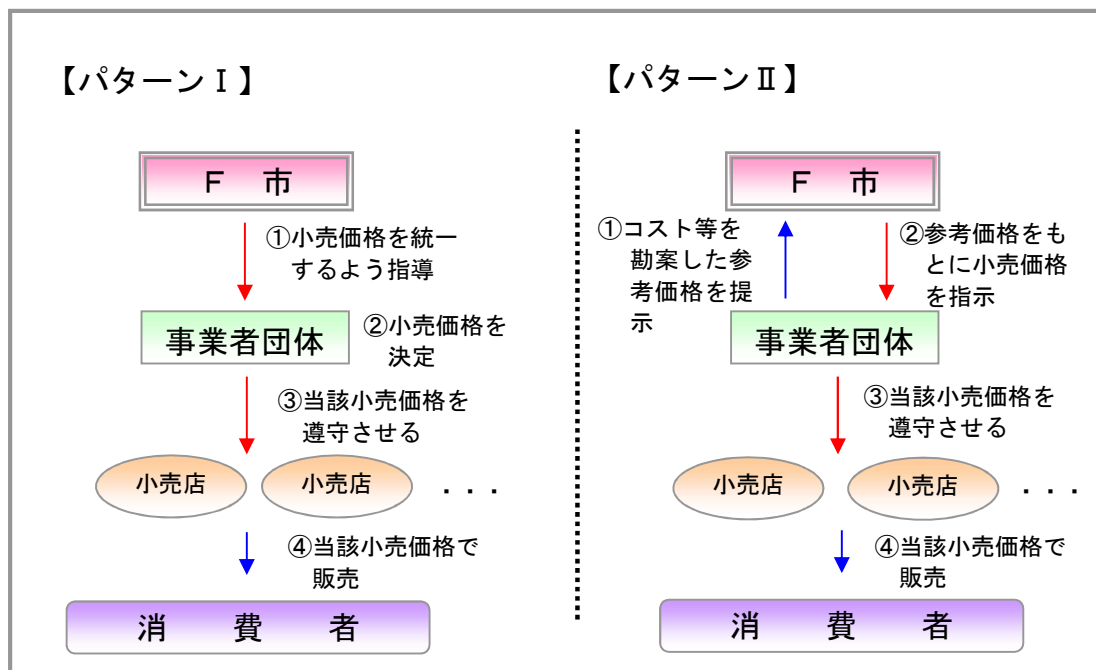 【パターンⅠ】
F 市
①小売価格を統一
するよう指導
事業者団体
②小売価格を
決定
③当該小売価格を
遵守させる
小売店
小売店
・・・
④当該小売価格で
販売
消 費 者
【パターンⅡ】
F 市
①コスト等を
勘案した参
考価格を提
示
②参考価格をも
とに小売価格
を指示
事業者団体
③当該小売価格を
遵守させる
小売店
小売店
・・・
④当該小売価格で
販売
消 費 者